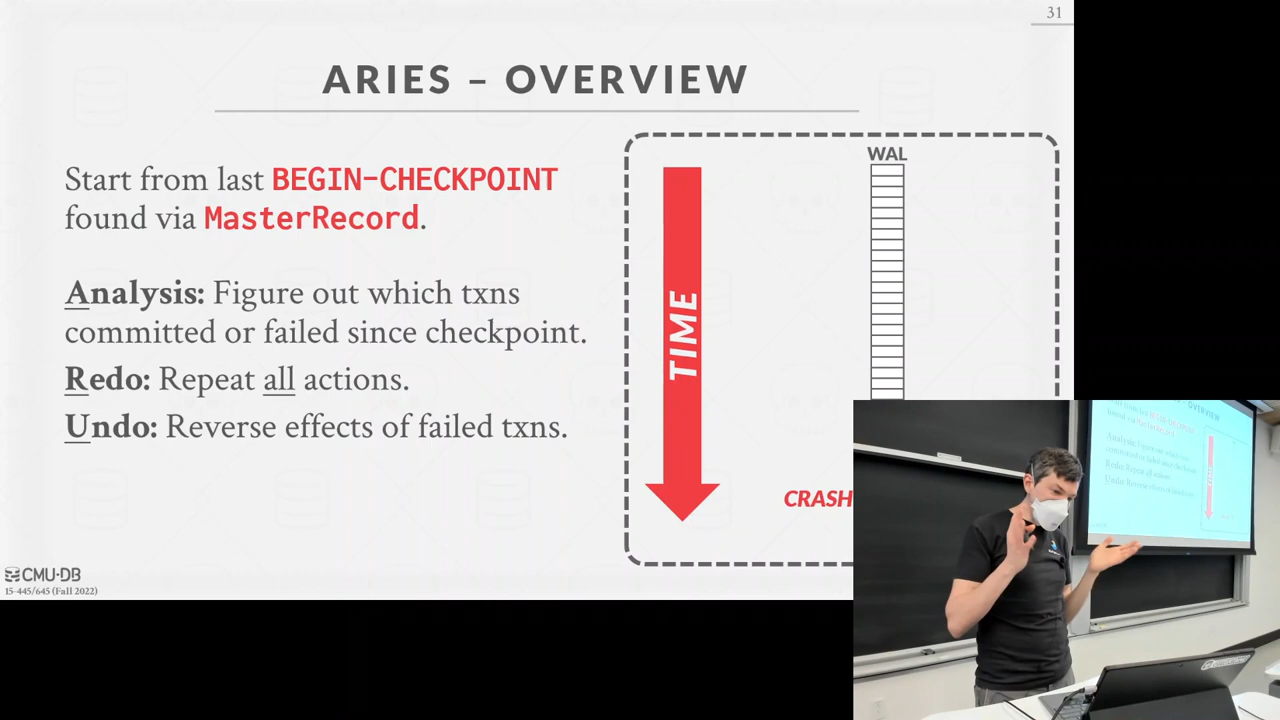 31
ARIES – OVERVIEW
Start from last BEGIN-CHECKPOINT
found via MasterRecord.
Analysis: Figure out which txns
committed or failed since checkpoint.
Redo: Repeat all actions.
Undo: Reverse effects of failed txns.
WAL
TIME
CRASH
CMU·DB
15-445/645 (Fall 2022)